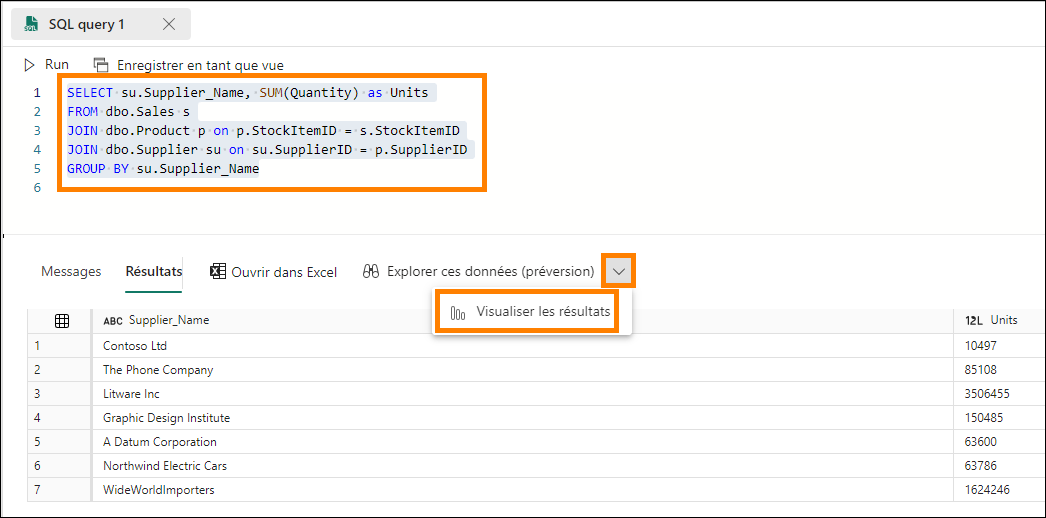 SQL query 1
Run Enregistrer en tant que vue
1 SELECT su.Supplier_Name, SUM(Quantity) as Units
2 FROM dbo.Sales s
3 JOIN dbo.Product p on p.StockItemID = s.StockItemID
4 JOIN dbo.Supplier su on su.SupplierID = p.SupplierID
5 GROUP BY su.Supplier_Name
6
Messages Résultats Ouvrir dans Excel Explorer ces données (préversion)
Visualiser les résultats
ABC Supplier_Name 12L Units
1 Contoso Ltd 10497
2 The Phone Company 85108
3 Litware Inc 3506455
4 Graphic Design Institute 150485
5 A Datum Corporation 63600
6 Northwind Electric Cars 63786
7 WideWorldImporters 1624246